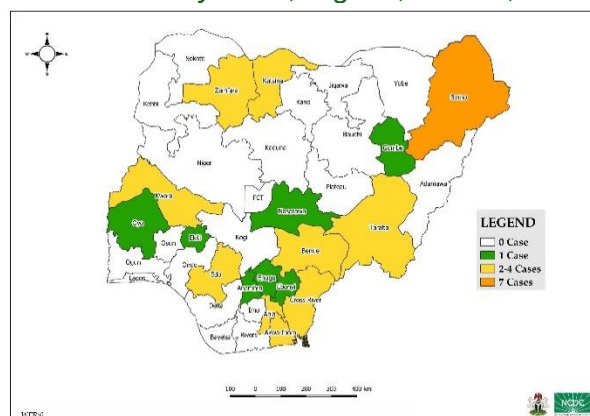 Sokoto
Katsina
Zamfara
Jigawa
Yobe
Borno
Kebbi
Kano
Bauchi
Gombe
Kaduna
Niger
Adamawa
Plateau
FCT
Kwara
Nasarawa
Taraba
Oyo
Ekiti
Kogi
Benue
Osun
Ogun
Ondo
Edo
Enugu
Ebonyi
Lagos
Anambra
Cross River
Delta
Imo
Abia
Bayelsa
Rivers
Akwa Ibom
LEGEND
0 Case
1 Case
2-4 Cases
7 Cases
100 0 100 200 300 400 km
NCDC